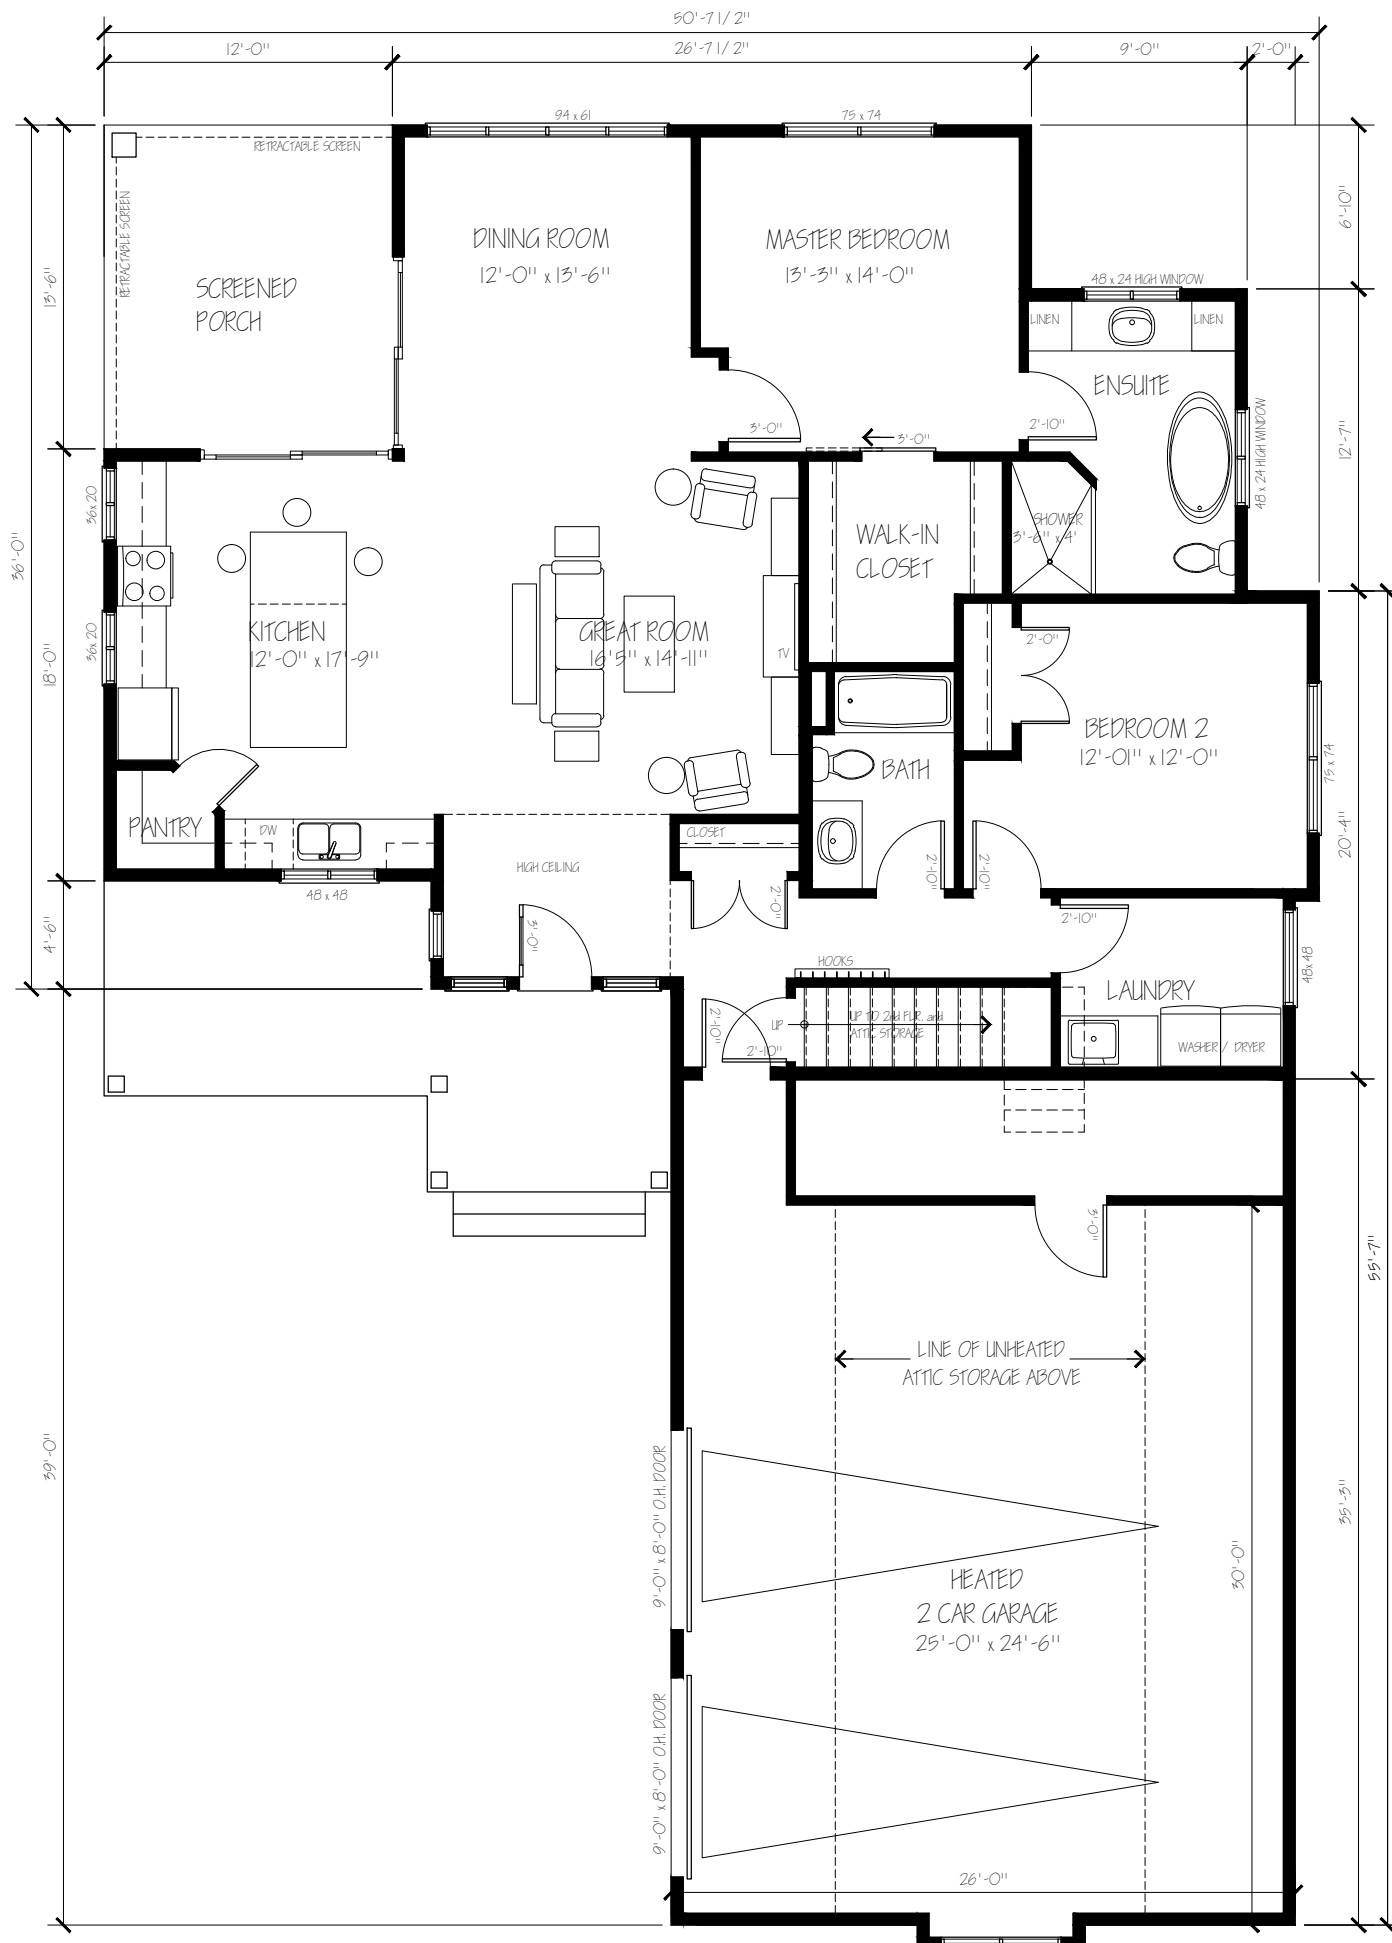 50'-7 1/2"
12'-0"
26'-7 1/2"
9'-0"
2'-0"
94 x 61
75 x 74
RETRACTABLE SCREEN
RETRACTABLE SCREEN
SCREENED
PORCH
DINING ROOM
12'-0" x 13'-6"
MASTER BEDROOM
13'-3" x 14'-0"
6'-10"
13'-6"
36'-0"
48 x 24 HIGH WINDOW
LINEN
LINEN
ENSUITE
2'-10"
3'-0"
3'-0"
48 x 24 HIGH WINDOW
12'-7"
36x 20
36x 20
18'-0"
KITCHEN
12'-0" x 17'-9"
GREAT ROOM
16'5" x 14'-11"
TV
WALK-IN
CLOSET
SHOWER
3'-6" x 4'
2'-0"
BEDROOM 2
12'-01" x 12'-0"
75 x 74
20'-4"
BATH
PANTRY
DW
48 x 48
HIGH CEILING
CLOSET
2'-0"
2'-10"
2'-10"
3'-0"
4'-6"
2'-10"
HOOKS
LAUNDRY
48x 48
WASHER / DRYER
2'-10"
2'-10"
UP
UP TO 2nd FLR. and
ATTIC STORAGE
3'-0"
55'-7"
LINE OF UNHEATED
ATTIC STORAGE ABOVE
39'-0"
35'-3"
30'-0"
9'-0" x 8'-0" O.H. DOOR
HEATED
2 CAR GARAGE
25'-0" x 24'-6"
9'-0" x 8'-0" O.H. DOOR
26'-0"